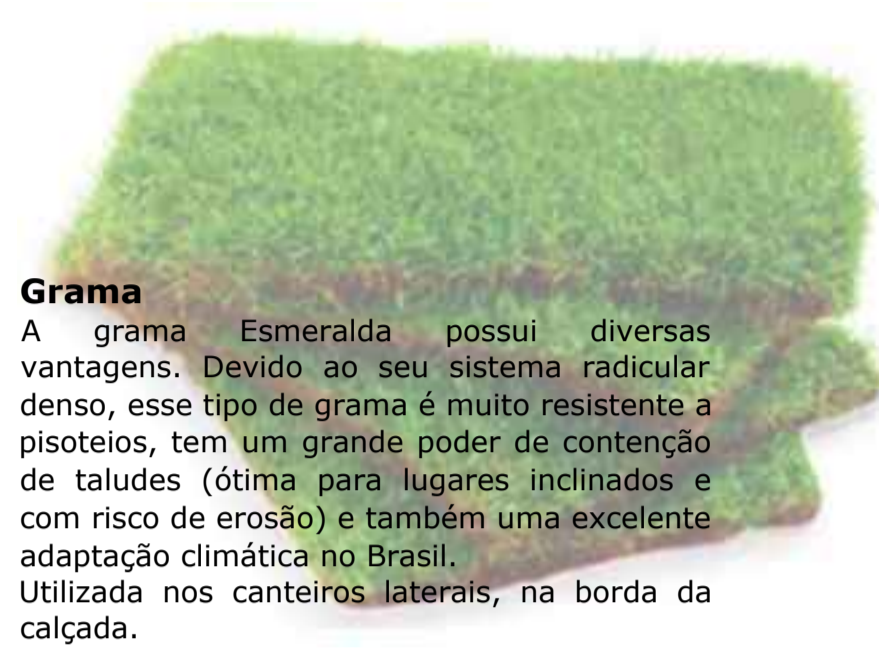 Grama
A grama Esmeralda possui diversas
vantagens. Devido ao seu sistema radicular
denso, esse tipo de grama é muito resistente a
pisoteios, tem um grande poder de contenção
de taludes (ótima para lugares inclinados e
com risco de erosão) e também uma excelente
adaptação climática no Brasil.
Utilizada nos canteiros laterais, na borda da
calçada.